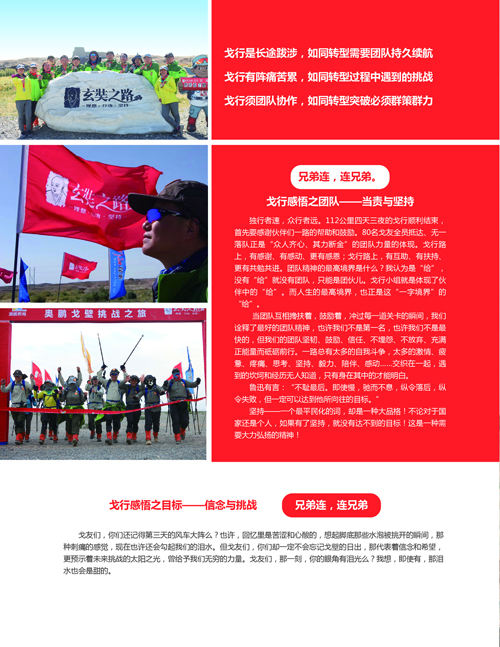 戈行是长途跋涉，如同转型需要团队持久续航
戈行有阵痛苦累，如同转型过程中遇到的挑战
戈行须团队协作，如同转型突破必须群策群力
玄奘之路
理想·行动·坚持
玄奘之路
理想·行动·坚持
奥鹏戈壁挑战之旅
兄弟连，连兄弟。
戈行感悟之团队——当责与坚持
独行者速，众行者远。112公里四天三夜的戈行顺利结束，
首先要感谢伙伴们一路的帮助和鼓励。80名戈友全员抵达、无一
落队正是“众人齐心、其力断金”的团队力量的体现。戈行路
上，有感谢、有感动、更有感恩；戈行路上，有互助、有扶持、
更有共勉共进。团队精神的最高境界是什么？我认为是“给”，
没有“给”就没有团队，只能是团伙儿。戈行小组就是体现了伙
伴中的“给”。而人生的最高境界，也正是这“一字境界”的
“给”。
当团队互相搀扶着，鼓励着，冲过每一道关卡的瞬间，我们
诠释了最好的团队精神，也许我们不是第一名，也许我们不是最
快的，但我们的团队坚韧、鼓励、信任、不埋怨、不放弃、充满
正能量而砥砺前行。一路总有太多的自我斗争，太多的激情、疲
惫、疼痛、思考、坚持、毅力、陪伴、感动……交织在一起，遇
到的坎坷和经历无人知道，只有身在其中的才能明白。
鲁迅有言：“不耻最后。即使慢，驰而不息，纵令落后，纵
令失败，但一定可以达到他所向往的目标。”
坚持——一个最平民化的词，却是一种大品格！不论对于国
家还是个人，如果有了坚持，就没有达不到的目标！这是一种需
要大力弘扬的精神！
戈行感悟之目标——信念与挑战
兄弟连，连兄弟
戈友们，你们还记得第三天的风车大阵么？也许，回忆里是苦涩和心酸的，想起脚底那些水泡被挑开的瞬间，那
种刺痛的感觉，现在也许还会勾起我们的泪水。但戈友们，你们却一定不会忘记戈壁的日出，那代表着信念和希望，
更预示着未来挑战的太阳之光，曾给予我们无穷的力量。戈友们，那一刻，你的眼角有泪光么？我想，即使有，那泪
水也会是甜的。